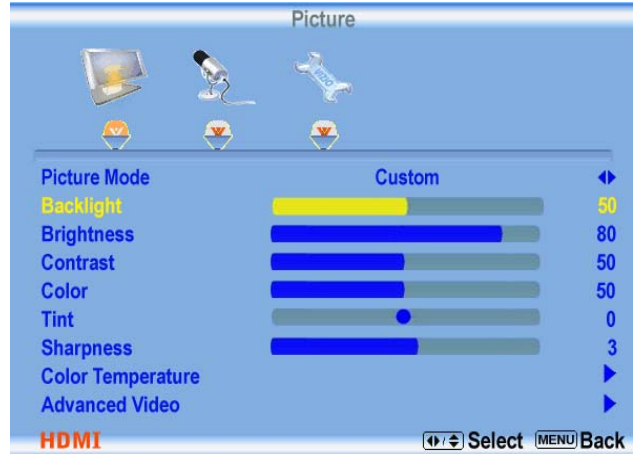 Picture
VIZIO
Picture Mode Custom
Backlight 50
Brightness 80
Contrast 50
Color 50
Tint 0
Sharpness 3
Color Temperature
Advanced Video
HDMI Select MENU Back